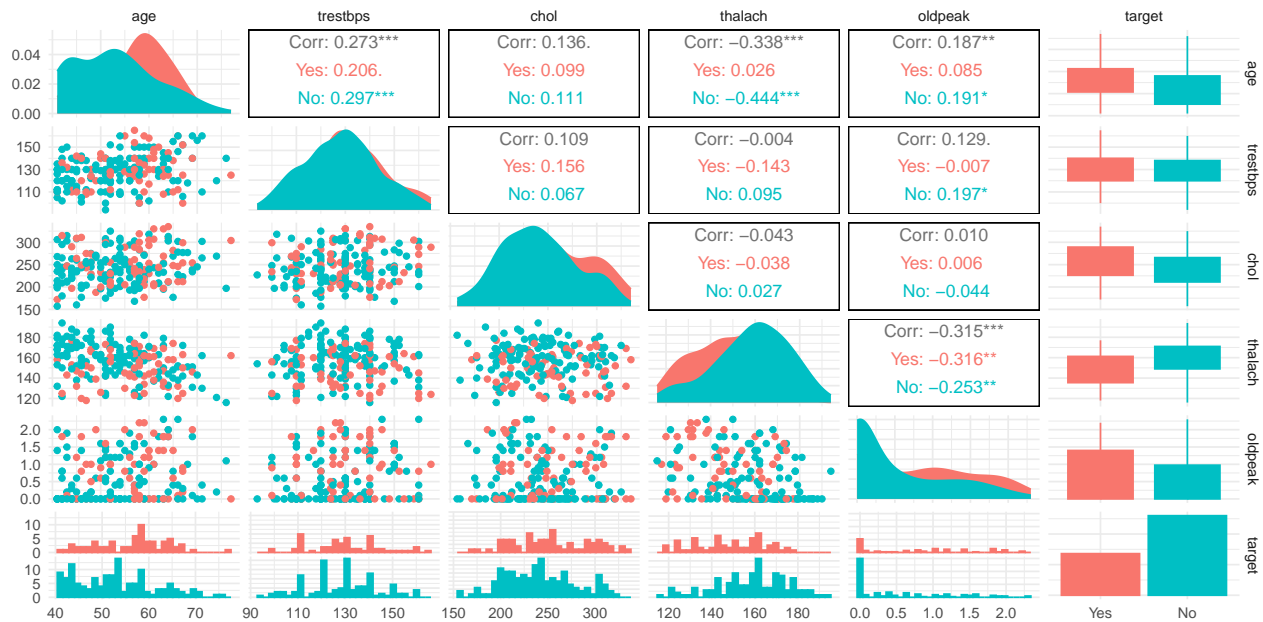 age trestbps chol thalach oldpeak target
0.04
0.02
0.00
Corr: 0.273***
Yes: 0.206.
No: 0.297***
Corr: 0.136.
Yes: 0.099
No: 0.111
Corr: −0.338***
Yes: 0.026
No: −0.444***
Corr: 0.187**
Yes: 0.085
No: 0.191*
age
150
130
110
Corr: 0.109
Yes: 0.156
No: 0.067
Corr: −0.004
Yes: −0.143
No: 0.095
Corr: 0.129.
Yes: −0.007
No: 0.197*
trestbps
300
250
200
150
Corr: −0.043
Yes: −0.038
No: 0.027
Corr: 0.010
Yes: 0.006
No: −0.044
chol
180
160
140
120
Corr: −0.315***
Yes: −0.316**
No: −0.253**
thalach
2.0
1.5
1.0
0.5
0.0
oldpeak
10
5
0
10
5
0
target
40 50 60 70 90 110 130 150 150 200 250 300 120 140 160 180 0.0 0.5 1.0 1.5 2.0 Yes No